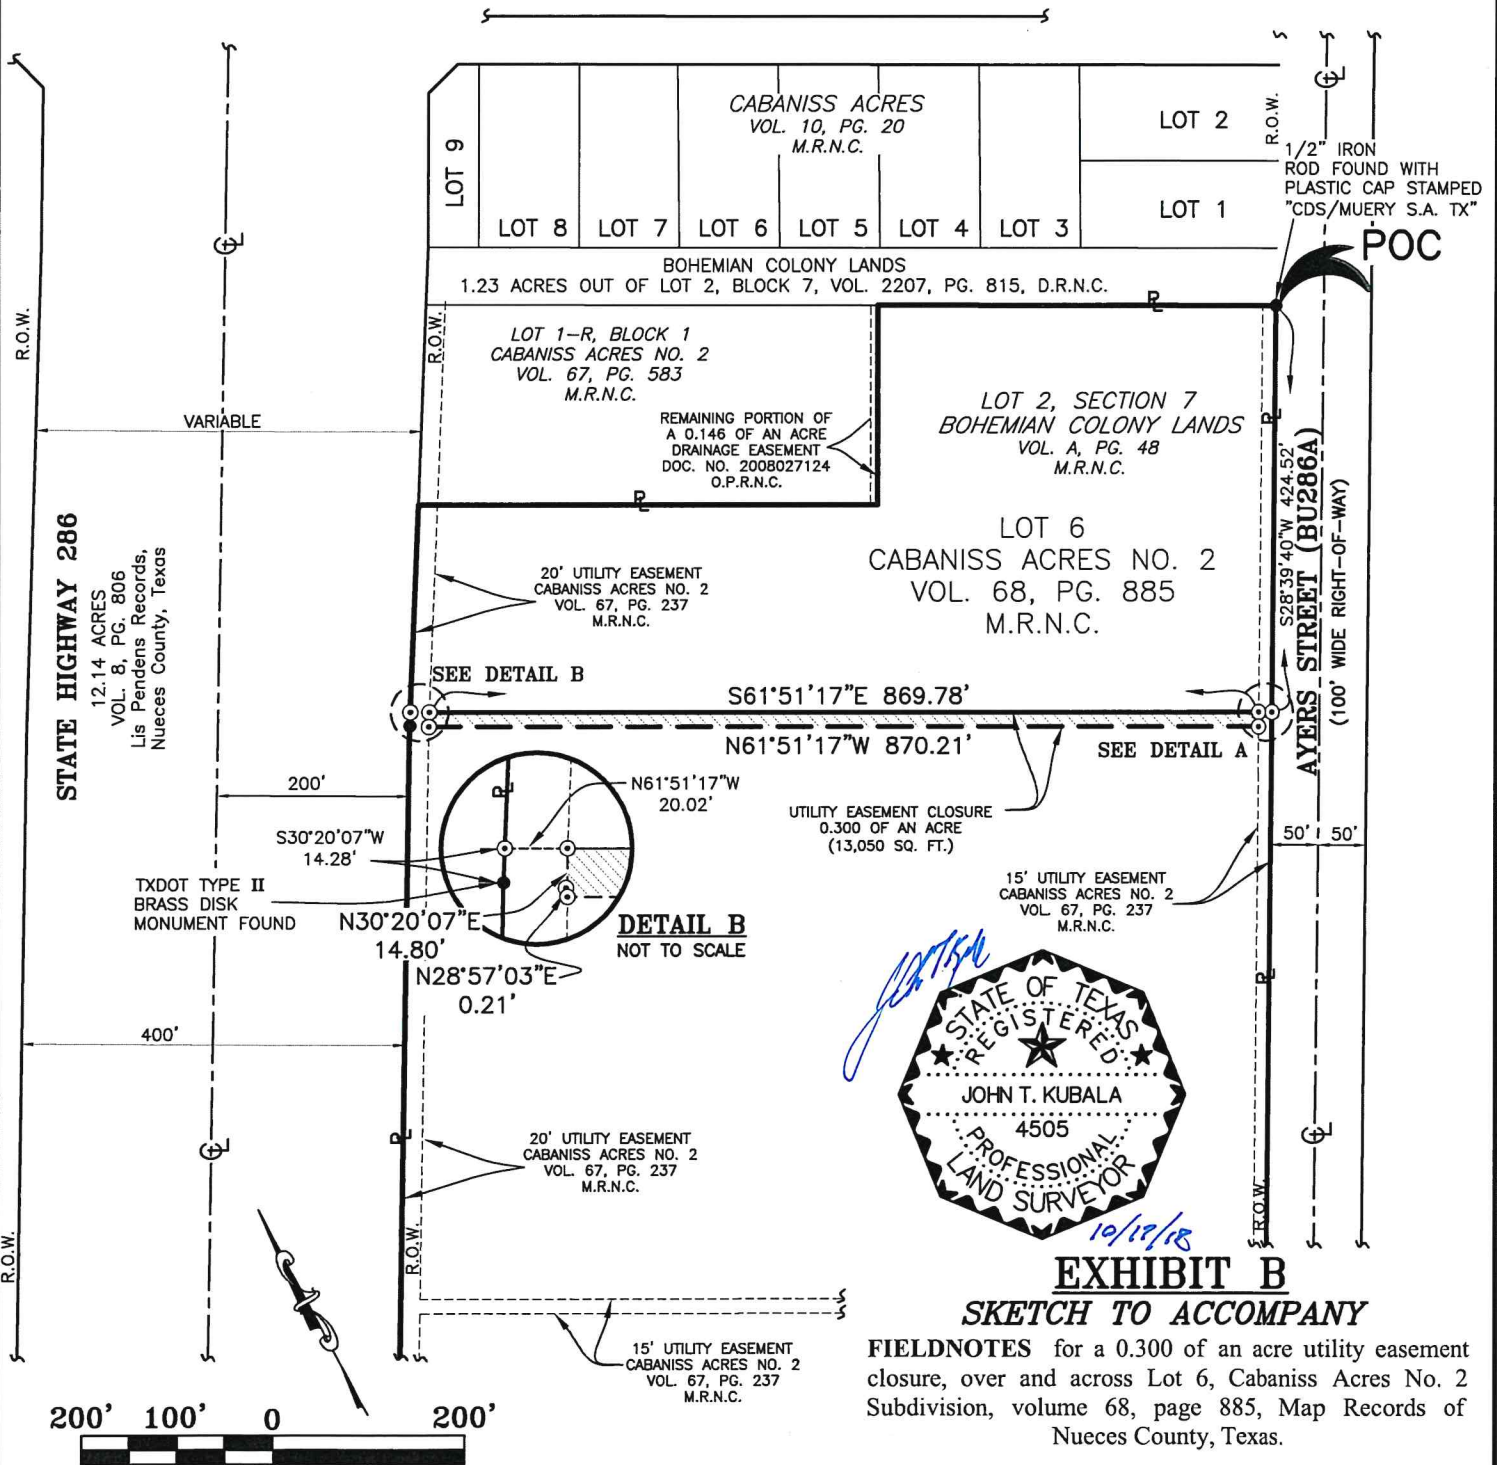 CABANISS ACRES
VOL. 10, PG. 20
M.R.N.C.
LOT 9
LOT 8
LOT 7
LOT 6
LOT 5
LOT 4
LOT 3
LOT 2
LOT 1
R.O.W.
1/2" IRON
ROD FOUND WITH
PLASTIC CAP STAMPED
"CDS/MUERY S.A. TX"
POC
BOHEMIAN COLONY LANDS
1.23 ACRES OUT OF LOT 2, BLOCK 7, VOL. 2207, PG. 815, D.R.N.C.
R.O.W.
R.O.W.
LOT 1-R, BLOCK 1
CABANISS ACRES NO. 2
VOL. 67, PG. 583
M.R.N.C.
VARIABLE
REMAINING PORTION OF
A 0.146 OF AN ACRE
DRAINAGE EASEMENT
DOC. NO. 2008027124
O.P.R.N.C.
LOT 2, SECTION 7
BOHEMIAN COLONY LANDS
VOL. A, PG. 48
M.R.N.C.
S28°39'40"W 424.52'
AYERS STREET (BU286A)
(100' WIDE RIGHT-OF-WAY)
LOT 6
CABANISS ACRES NO. 2
VOL. 68, PG. 885
M.R.N.C.
STATE HIGHWAY 286
12.14 ACRES
VOL. 8, PG. 806
Lis Pendens Records,
Nueces County, Texas
20' UTILITY EASEMENT
CABANISS ACRES NO. 2
VOL. 67, PG. 237
M.R.N.C.
SEE DETAIL B
S61°51'17"E 869.78'
N61°51'17"W 870.21'
SEE DETAIL A
200'
N61°51'17"W
20.02'
S30°20'07"W
14.28'
TXDOT TYPE II
BRASS DISK
MONUMENT FOUND
N30°20'07"E
14.80'
N28°57'03"E
0.21'
DETAIL B
NOT TO SCALE
UTILITY EASEMENT CLOSURE
0.300 OF AN ACRE
(13,050 SQ. FT.)
50'
50'
15' UTILITY EASEMENT
CABANISS ACRES NO. 2
VOL. 67, PG. 237
M.R.N.C.
400'
STATE OF TEXAS
REGISTERED
JOHN T. KUBALA
4505
PROFESSIONAL
LAND SURVEYOR
20' UTILITY EASEMENT
CABANISS ACRES NO. 2
VOL. 67, PG. 237
M.R.N.C.
R.O.W.
R.O.W.
R.O.W.
15' UTILITY EASEMENT
CABANISS ACRES NO. 2
VOL. 67, PG. 237
M.R.N.C.
EXHIBIT B
SKETCH TO ACCOMPANY
FIELDNOTES for a 0.300 of an acre utility easement
closure, over and across Lot 6, Cabaniss Acres No. 2
Subdivision, volume 68, page 885, Map Records of
Nueces County, Texas.
200' 100' 0 200'